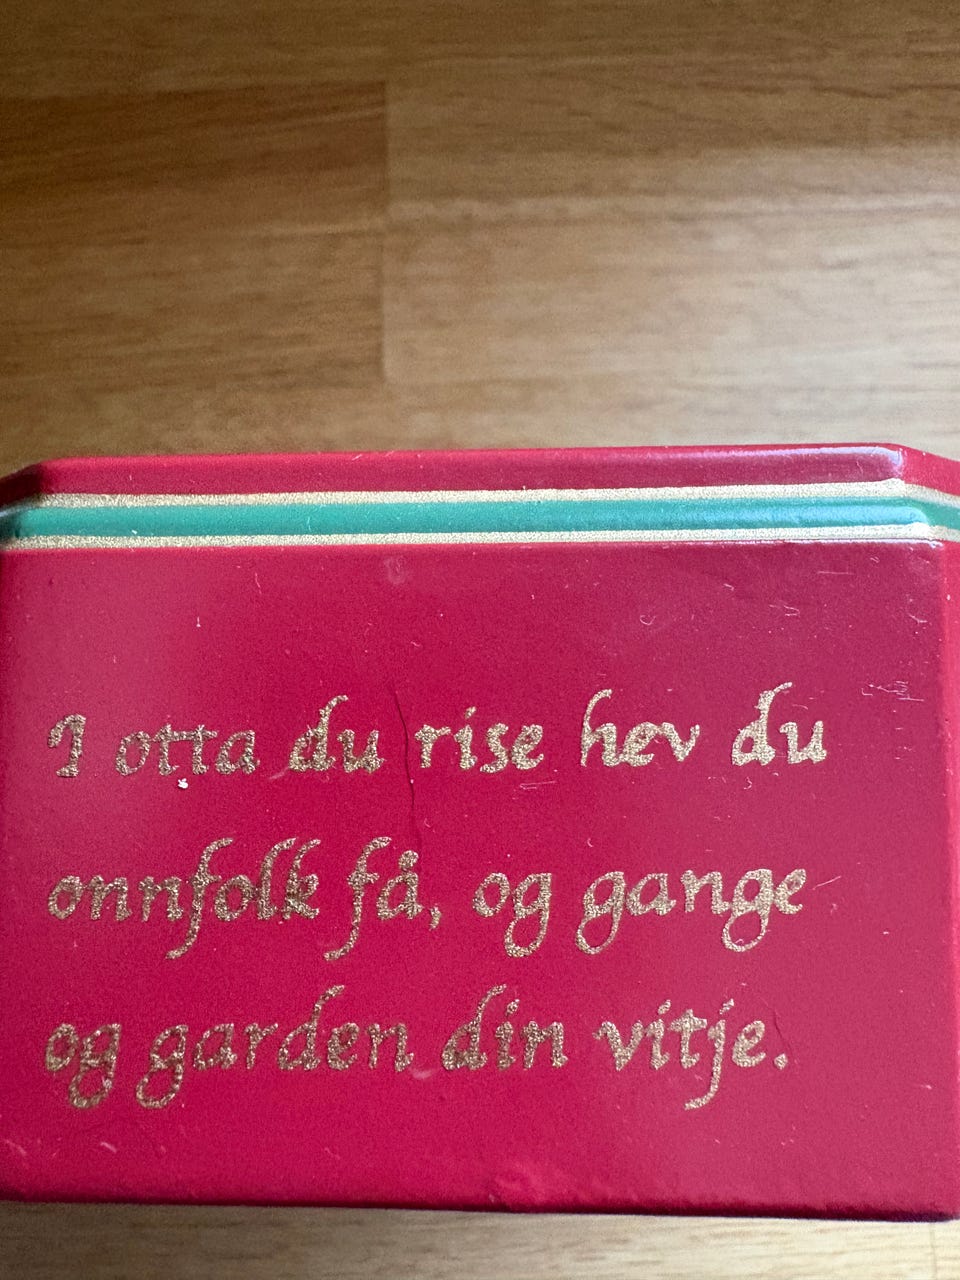 I otta du rise hev du
onnfolk få, og gange
og garden din vitje.